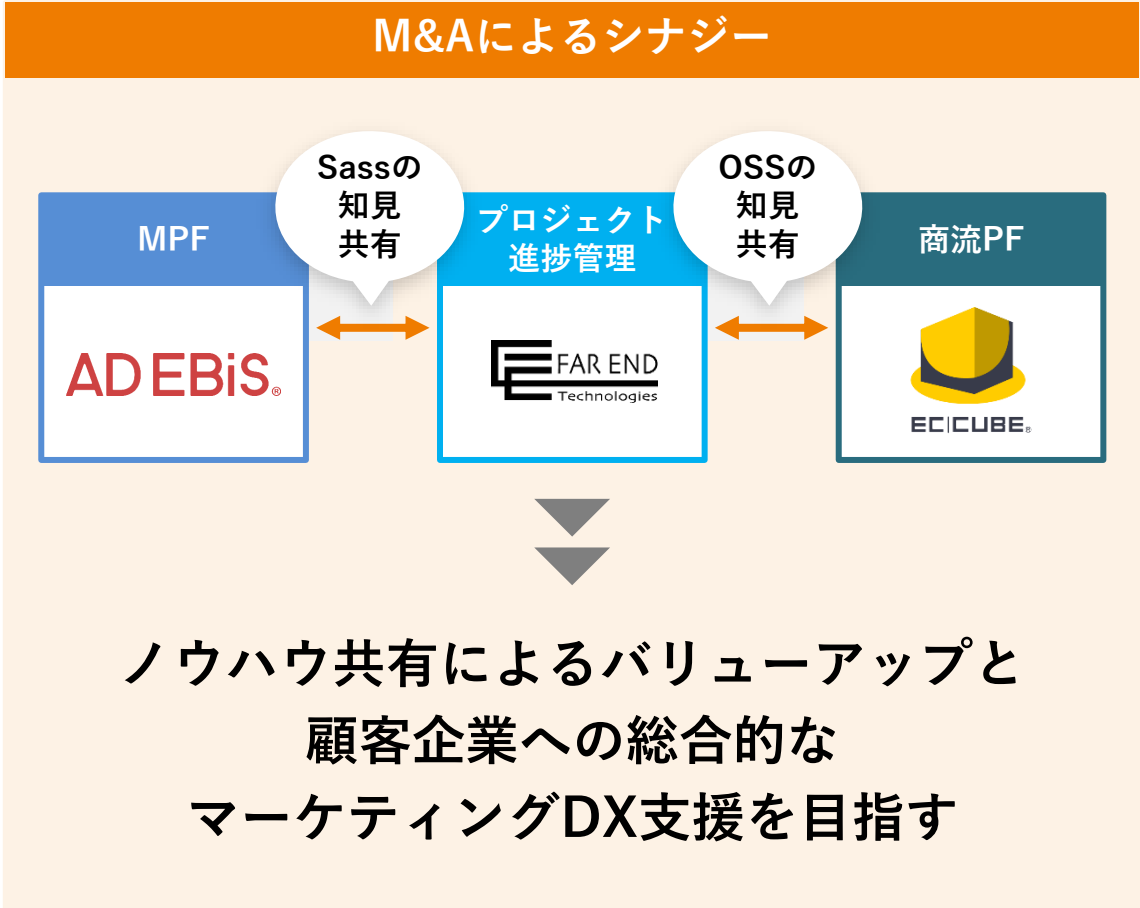 M&Aによるシナジー
Sassの
知見
共有
OSSの
知見
共有
MPF
プロジェクト
進捗管理
商流PF
AD EBiS®
FAR END
Technologies
EC|CUBE®
ノウハウ共有によるバリューアップと
顧客企業への総合的な
マーケティングDX支援を目指す